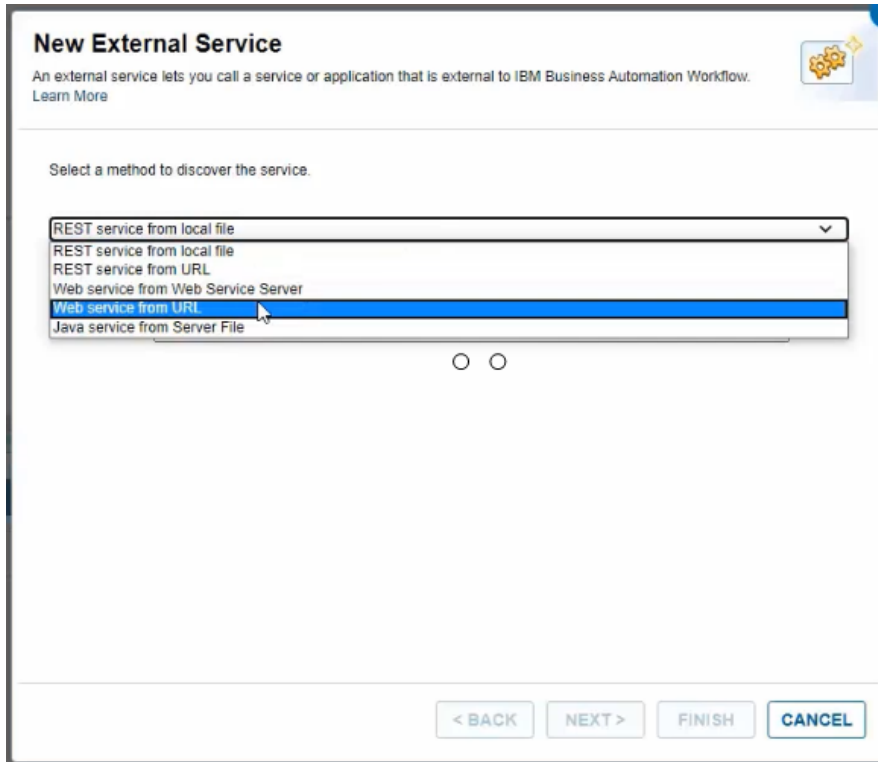 New External Service
An external service lets you call a service or application that is external to IBM Business Automation Workflow.
Learn More
Select a method to discover the service.
REST service from local file
REST service from local file
REST service from URL
Web service from Web Service Server
Web service from URL
Java service from Server File
< BACK
NEXT >
FINISH
CANCEL